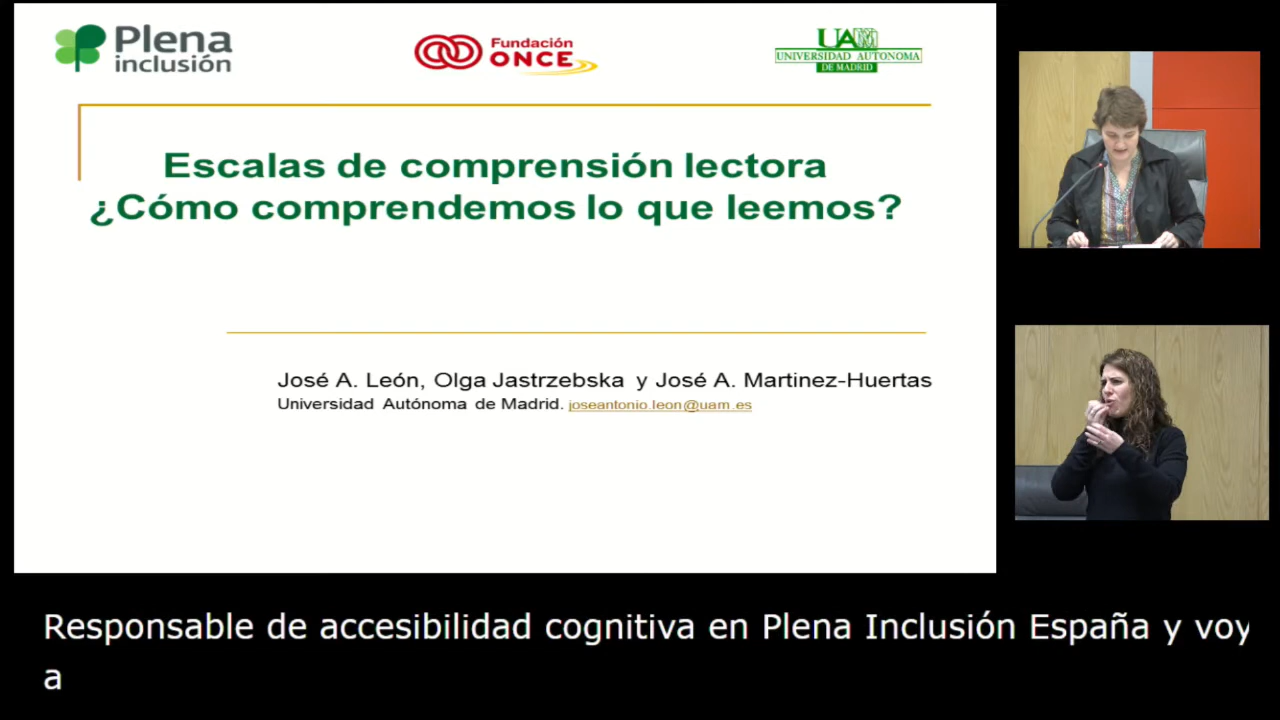 Plena
inclusión
Fundación
ONCE
UAM
UNIVERSIDAD AUTONOMA
DE MADRID
Escalas de comprensión lectora
¿Cómo comprendemos lo que leemos?
José A. León, Olga Jastrzebska y José A. Martinez-Huertas
Universidad Autónoma de Madrid. joseantonio.leon@uam.es
Responsable de accesibilidad cognitiva en Plena Inclusión España y voy
a